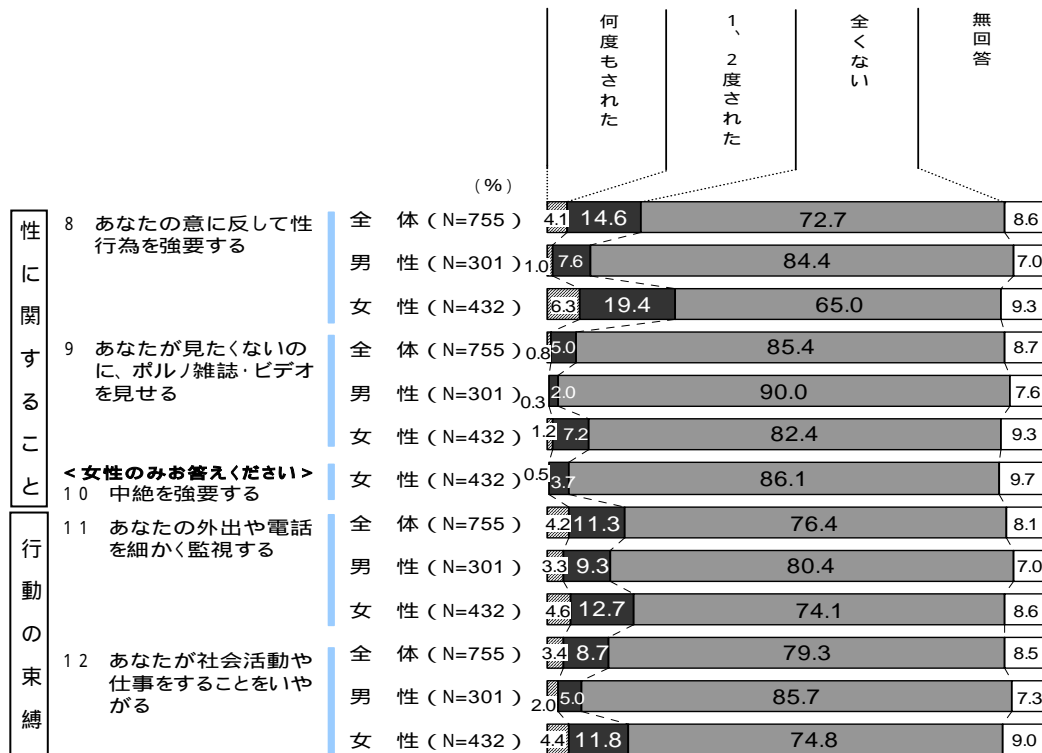 何度もされた
1、2度された
全くない
無回答
(%)
性に関すること
8 あなたの意に反して性
行為を強要する
全 体(N=755) 4.1 14.6 72.7 8.6
男 性(N=301) 1.0 7.6 84.4 7.0
女 性(N=432) 6.3 19.4 65.0 9.3
9 あなたが見たくないの
に、ポルノ雑誌・ビデオ
を見せる
全 体(N=755) 0.8 5.0 85.4 8.7
男 性(N=301) 0.3 2.0 90.0 7.6
女 性(N=432) 1.2 7.2 82.4 9.3
<女性のみお答えください>
10 中絶を強要する
女 性(N=432) 0.5 3.7 86.1 9.7
行動の束縛
11 あなたの外出や電話
を細かく監視する
全 体(N=755) 4.2 11.3 76.4 8.1
男 性(N=301) 3.3 9.3 80.4 7.0
女 性(N=432) 4.6 12.7 74.1 8.6
12 あなたが社会活動や
仕事をすることをいや
がる
全 体(N=755) 3.4 8.7 79.3 8.5
男 性(N=301) 2.0 5.0 85.7 7.3
女 性(N=432) 4.4 11.8 74.8 9.0